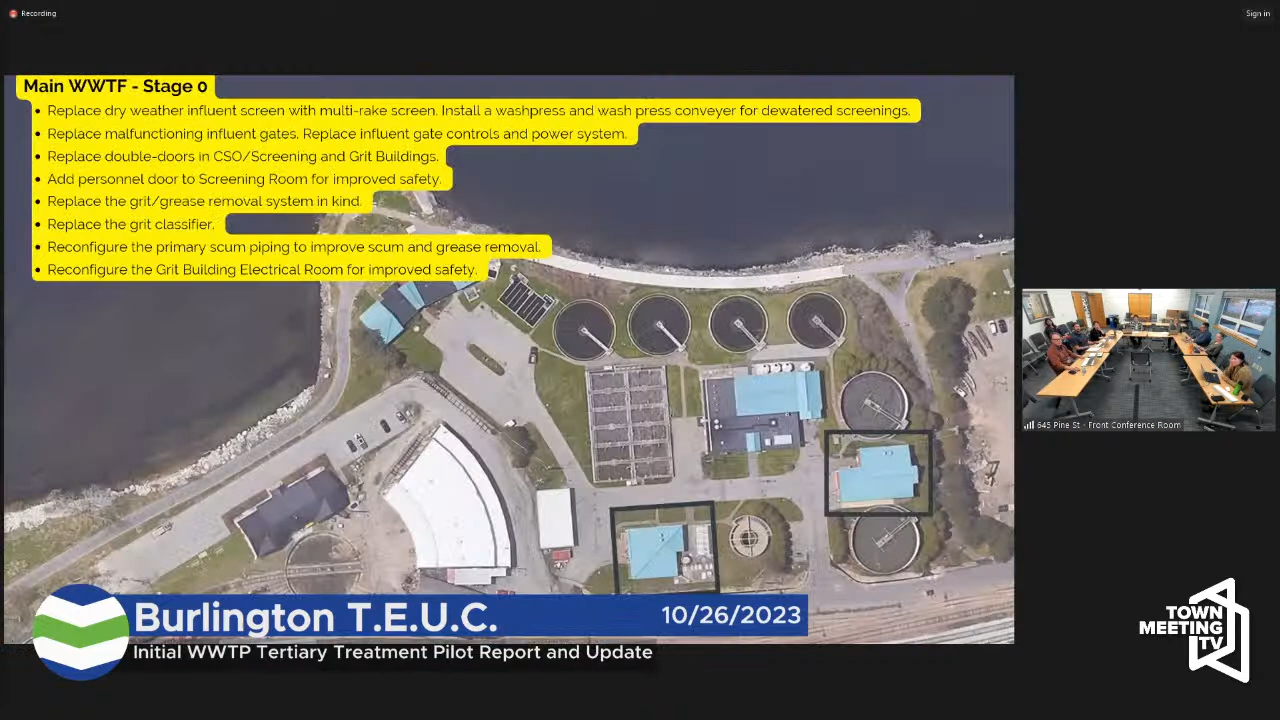 Recording
Sign in
Main WWTF - Stage 0
• Replace dry weather influent screen with multi-rake screen. Install a washpress and wash press conveyer for dewatered screenings.
• Replace malfunctioning influent gates. Replace influent gate controls and power system.
• Replace double-doors in CSO/Screening and Grit Buildings.
• Add personnel door to Screening Room for improved safety.
• Replace the grit/grease removal system in kind.
• Replace the grit classifier.
• Reconfigure the primary scum piping to improve scum and grease removal.
• Reconfigure the Grit Building Electrical Room for improved safety.
645 Pine St - Front Conference Room
Burlington T.E.U.C.
10/26/2023
Initial WWTP Tertiary Treatment Pilot Report and Update
TOWN
MEETING
TV